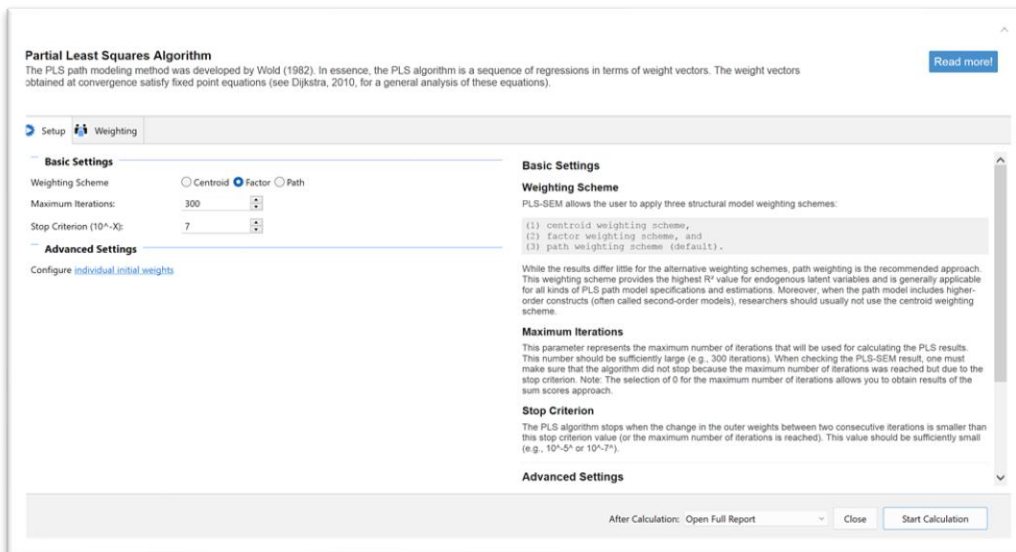 Partial Least Squares Algorithm
The PLS path modeling method was developed by Wold (1982). In essence, the PLS algorithm is a sequence of regressions in terms of weight vectors. The weight vectors
obtained at convergence satisfy fixed point equations (see Dijkstra, 2010, for a general analysis of these equations).
Read more!
Setup Weighting
Basic Settings
Weighting Scheme Centroid Factor Path
Maximum Iterations: 300
Stop Criterion (10^-X): 7
Advanced Settings
Configure individual initial weights
Basic Settings
Weighting Scheme
PLS-SEM allows the user to apply three structural model weighting schemes:
(1) centroid weighting scheme,
(2) factor weighting scheme, and
(3) path weighting scheme (default).
While the results differ little for the alternative weighting schemes, path weighting is the recommended approach.
This weighting scheme provides the highest R² value for endogenous latent variables and is generally applicable
for all kinds of PLS path model specifications and estimations. Moreover, when the path model includes higher-
order constructs (often called second-order models), researchers should usually not use the centroid weighting
scheme.
Maximum Iterations
This parameter represents the maximum number of iterations that will be used for calculating the PLS results.
This number should be sufficiently large (e.g., 300 iterations). When checking the PLS-SEM result, one must
make sure that the algorithm did not stop because the maximum number of iterations was reached but due to the
stop criterion. Note: The selection of 0 for the maximum number of iterations allows you to obtain results of the
sum scores approach.
Stop Criterion
The PLS algorithm stops when the change in the outer weights between two consecutive iterations is smaller than
this stop criterion value (or the maximum number of iterations is reached). This value should be sufficiently small
(e.g., 10^-5^ or 10^-7^).
Advanced Settings
After Calculation: Open Full Report Close Start Calculation